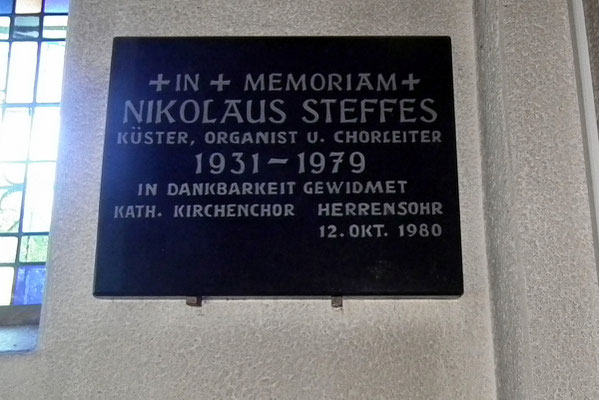 + IN + MEMORIAM +
NIKOLAUS STEFFES
KÜSTER, ORGANIST U. CHORLEITER
1931 – 1979
IN DANKBARKEIT GEWIDMET
KATH. KIRCHENCHOR HERRENSOHR
12. OKT. 1980